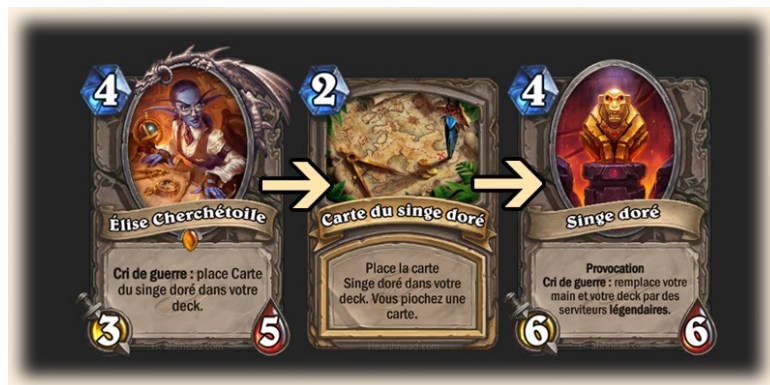 4
Élise Cherchétoile
Cri de guerre : place Carte
du singe doré dans votre
deck.
3
5
2
Carte du singe doré
Place la carte
Singe doré dans votre
deck. Vous piochez une
carte.
Hearthhead.com
4
Singe doré
Provocation
Cri de guerre : remplace votre
main et votre deck par des
serviteurs légendaires.
6
6